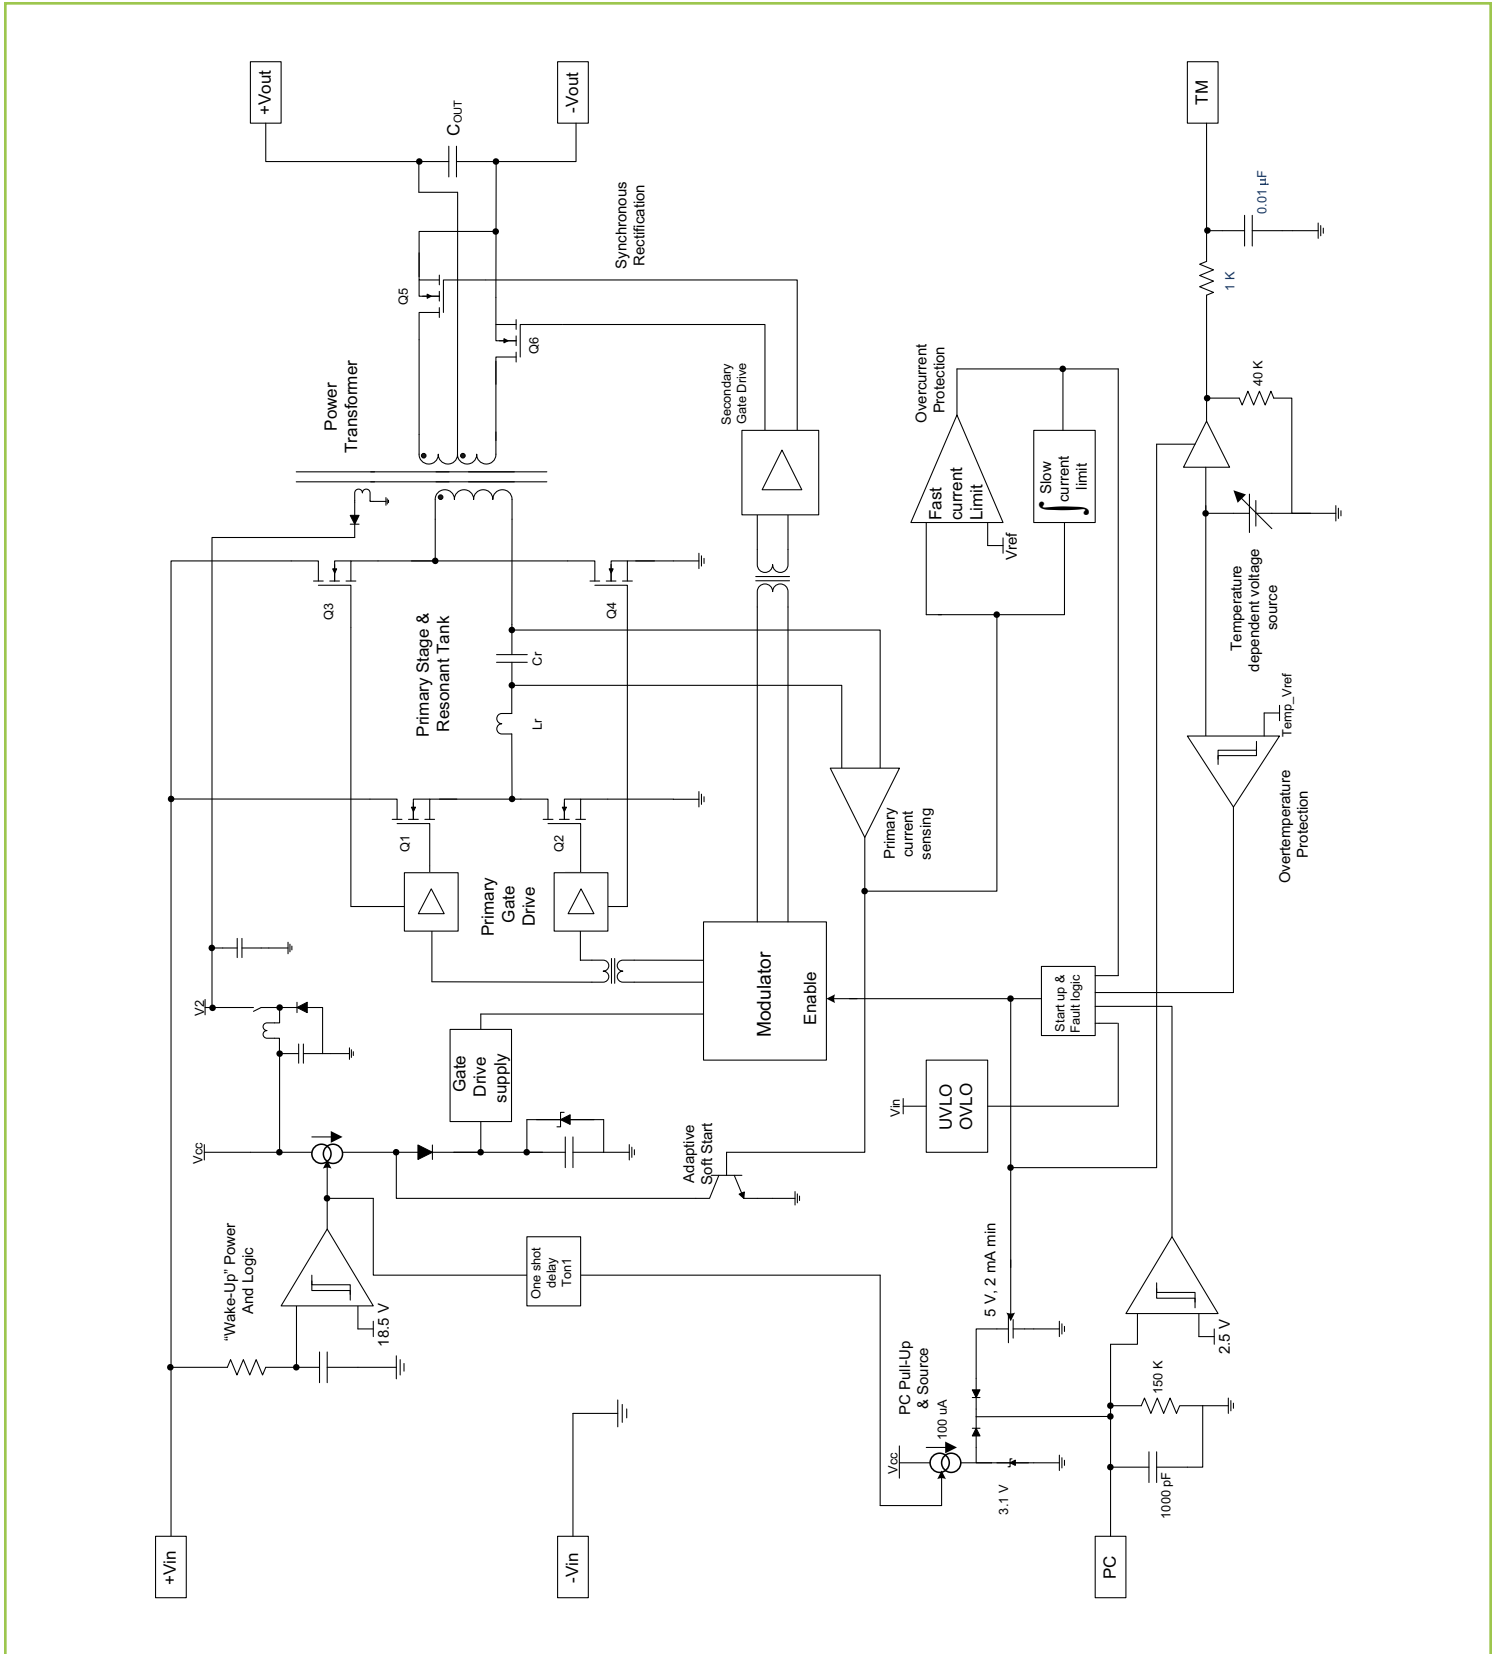 +Vout
COUT
-Vout
TM
Synchronous
Rectification
0.01 µF
1 K
Q5
Q6
Power
Transformer
Secondary
Gate Drive
Overcurrent
Protection
Fast
current
Limit
Vref
Slow
current
limit
40 K
Temperature
dependent voltage
source
Q3
Q4
Primary Stage &
Resonant Tank
Cr
Lr
Q1
Q2
Primary
Gate
Drive
Primary
current
sensing
Temp_Vref
Overtemperature
Protection
V2
Modulator
Enable
Start up &
Fault logic
Gate
Drive
supply
Vin
UVLO
OVLO
Vcc
Adaptive
Soft Start
"Wake-Up" Power
And Logic
18.5 V
One shot
delay
Ton1
5 V, 2 mA min
2.5 V
PC Pull-Up
& Source
100 uA
Vcc
3.1 V
150 K
1000 pF
+Vin
-Vin
PC